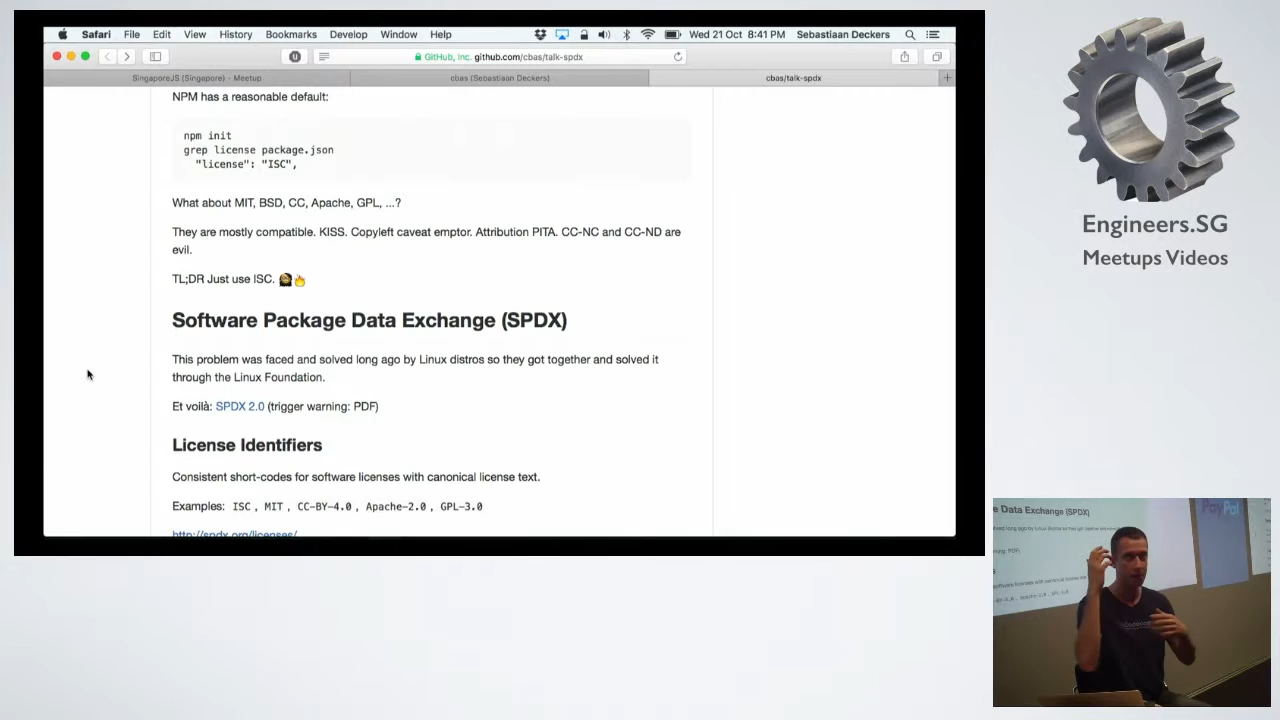 Safari File Edit View History Bookmarks Develop Window Help Wed 21 Oct 8:41 PM Sebastiaan Deckers
GitHub, Inc. github.com/cbas/talk-spdx
SingaporeJS (Singapore) - Meetup
cbas (Sebastiaan Deckers)
cbas/talk-spdx
NPM has a reasonable default:
npm init
grep license package.json
"license": "ISC",
What about MIT, BSD, CC, Apache, GPL, ...?
They are mostly compatible. KISS. Copyleft caveat emptor. Attribution PITA. CC-NC and CC-ND are
evil.
TL;DR Just use ISC.
Software Package Data Exchange (SPDX)
This problem was faced and solved long ago by Linux distros so they got together and solved it
through the Linux Foundation.
Et voilà: SPDX 2.0 (trigger warning: PDF)
License Identifiers
Consistent short-codes for software licenses with canonical license text.
Examples: ISC, MIT, CC-BY-4.0, Apache-2.0, GPL-3.0
http://spdx.org/licenses/
Engineers.SG
Meetups Videos
e Data Exchange (SPDX)
PayPal